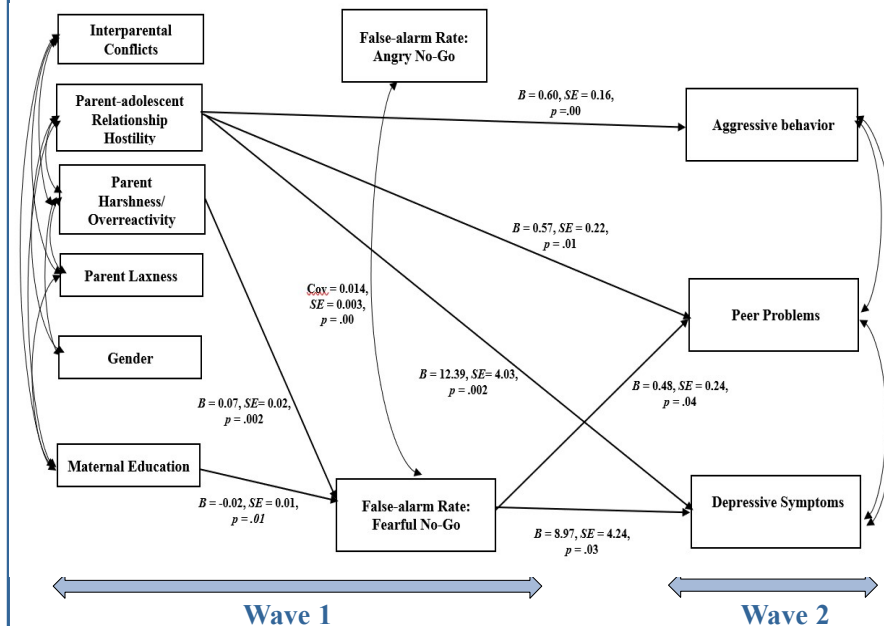 Interparental
Conflicts
False-alarm Rate:
Angry No-Go
Parent-adolescent
Relationship
Hostility
B = 0.60, SE = 0.16,
p =.00
Aggressive behavior
Parent
Harshness/
Overreactivity
B = 0.57, SE = 0.22,
p = .01
Parent Laxness
Cov = 0.014,
SE = 0.003,
p = .00
Peer Problems
Gender
B = 12.39, SE= 4.03,
p = .002
B = 0.48, SE = 0.24,
p = .04
B = 0.07, SE= 0.02,
p = .002
Maternal Education
B = -0.02, SE = 0.01,
p = .01
False-alarm Rate:
Fearful No-Go
Depressive Symptoms
B = 8.97, SE = 4.24,
p = .03
Wave 1
Wave 2